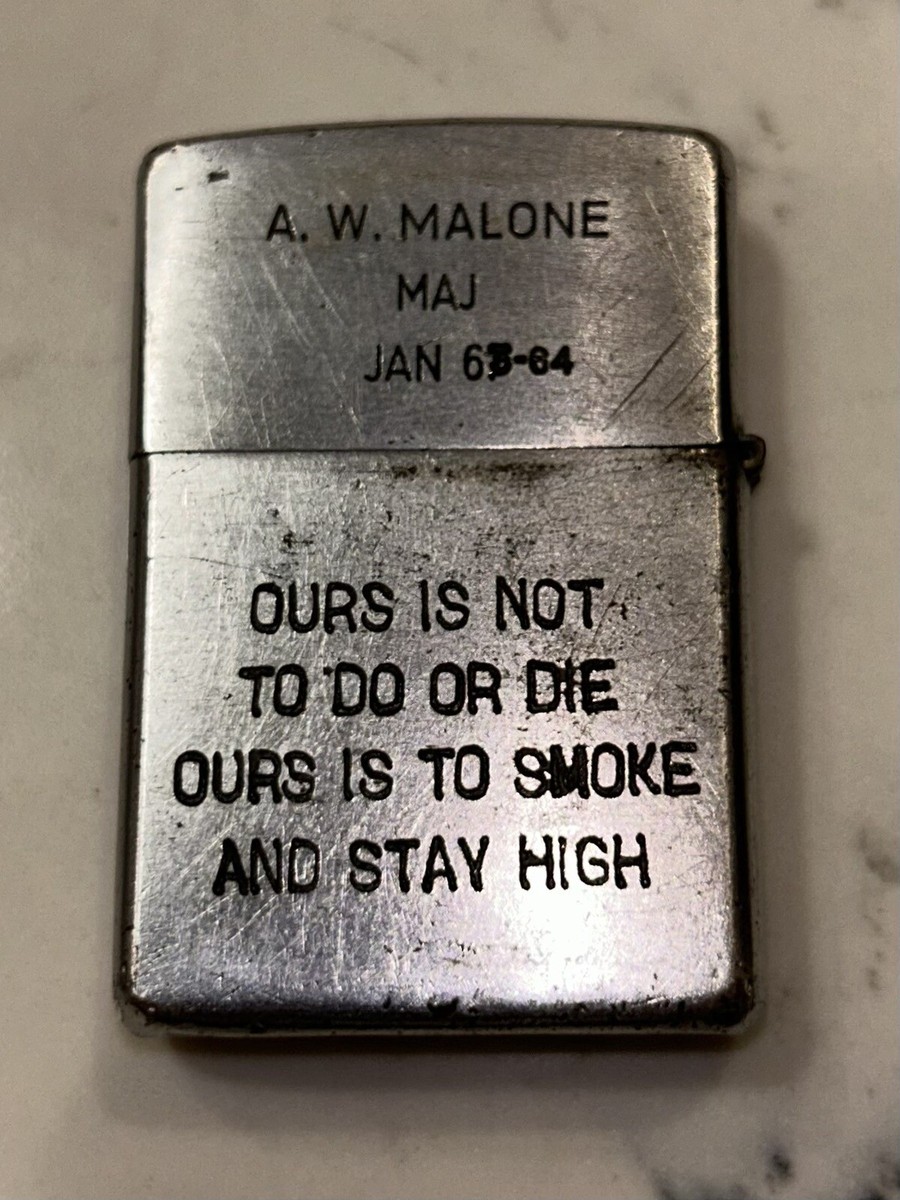 A. W. MALONE
MAJ
JAN 63-64
OURS IS NOT
TO DO OR DIE
OURS IS TO SMOKE
AND STAY HIGH